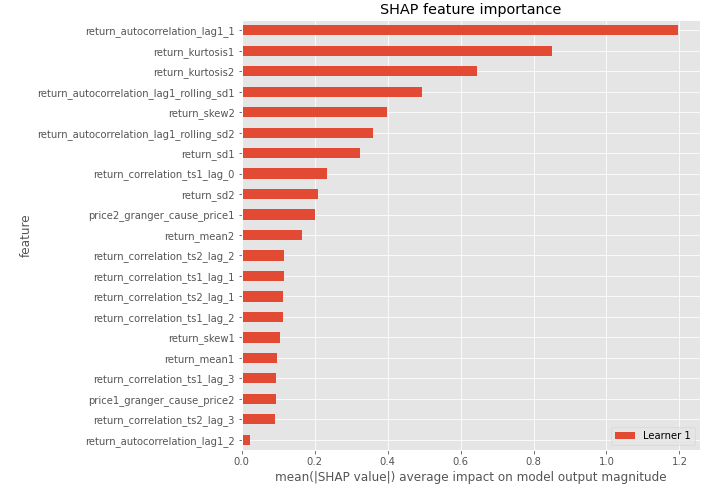 SHAP feature importance
return_autocorrelation_lag1_1
return_kurtosis1
return_kurtosis2
return_autocorrelation_lag1_rolling_sd1
return_skew2
return_autocorrelation_lag1_rolling_sd2
return_sd1
return_correlation_ts1_lag_0
return_sd2
price2_granger_cause_price1
return_mean2
return_correlation_ts2_lag_2
return_correlation_ts1_lag_1
return_correlation_ts2_lag_1
return_correlation_ts1_lag_2
return_skew1
return_mean1
return_correlation_ts1_lag_3
price1_granger_cause_price2
return_correlation_ts2_lag_3
return_autocorrelation_lag1_2
feature
Learner 1
0.0 0.2 0.4 0.6 0.8 1.0 1.2
mean(|SHAP value|) average impact on model output magnitude